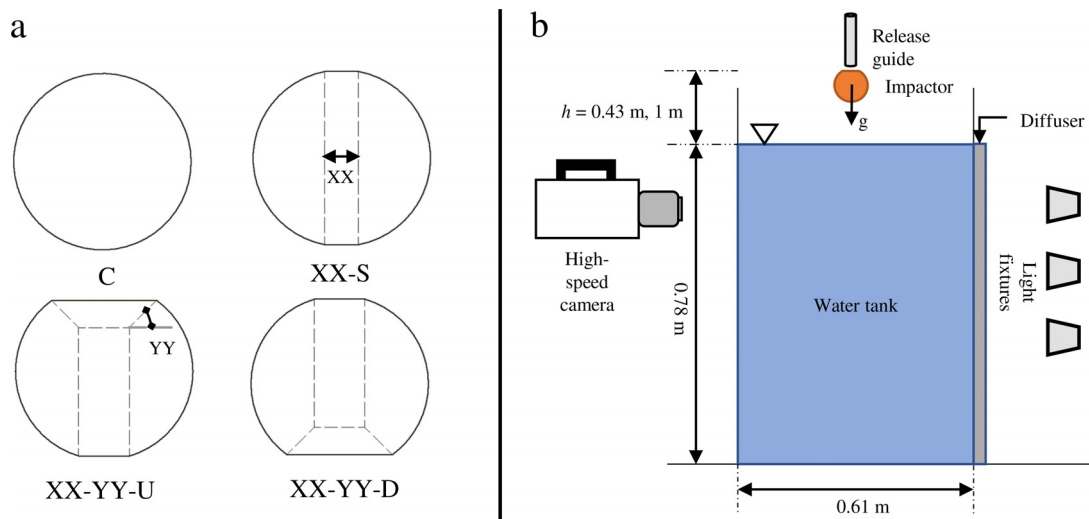 a
C
XX
XX-S
YY
XX-YY-U
XX-YY-D
b
Release
guide
Impactor
h = 0.43 m, 1 m
g
Diffuser
High-
speed
camera
0.78 m
Water tank
Light
fixtures
0.61 m